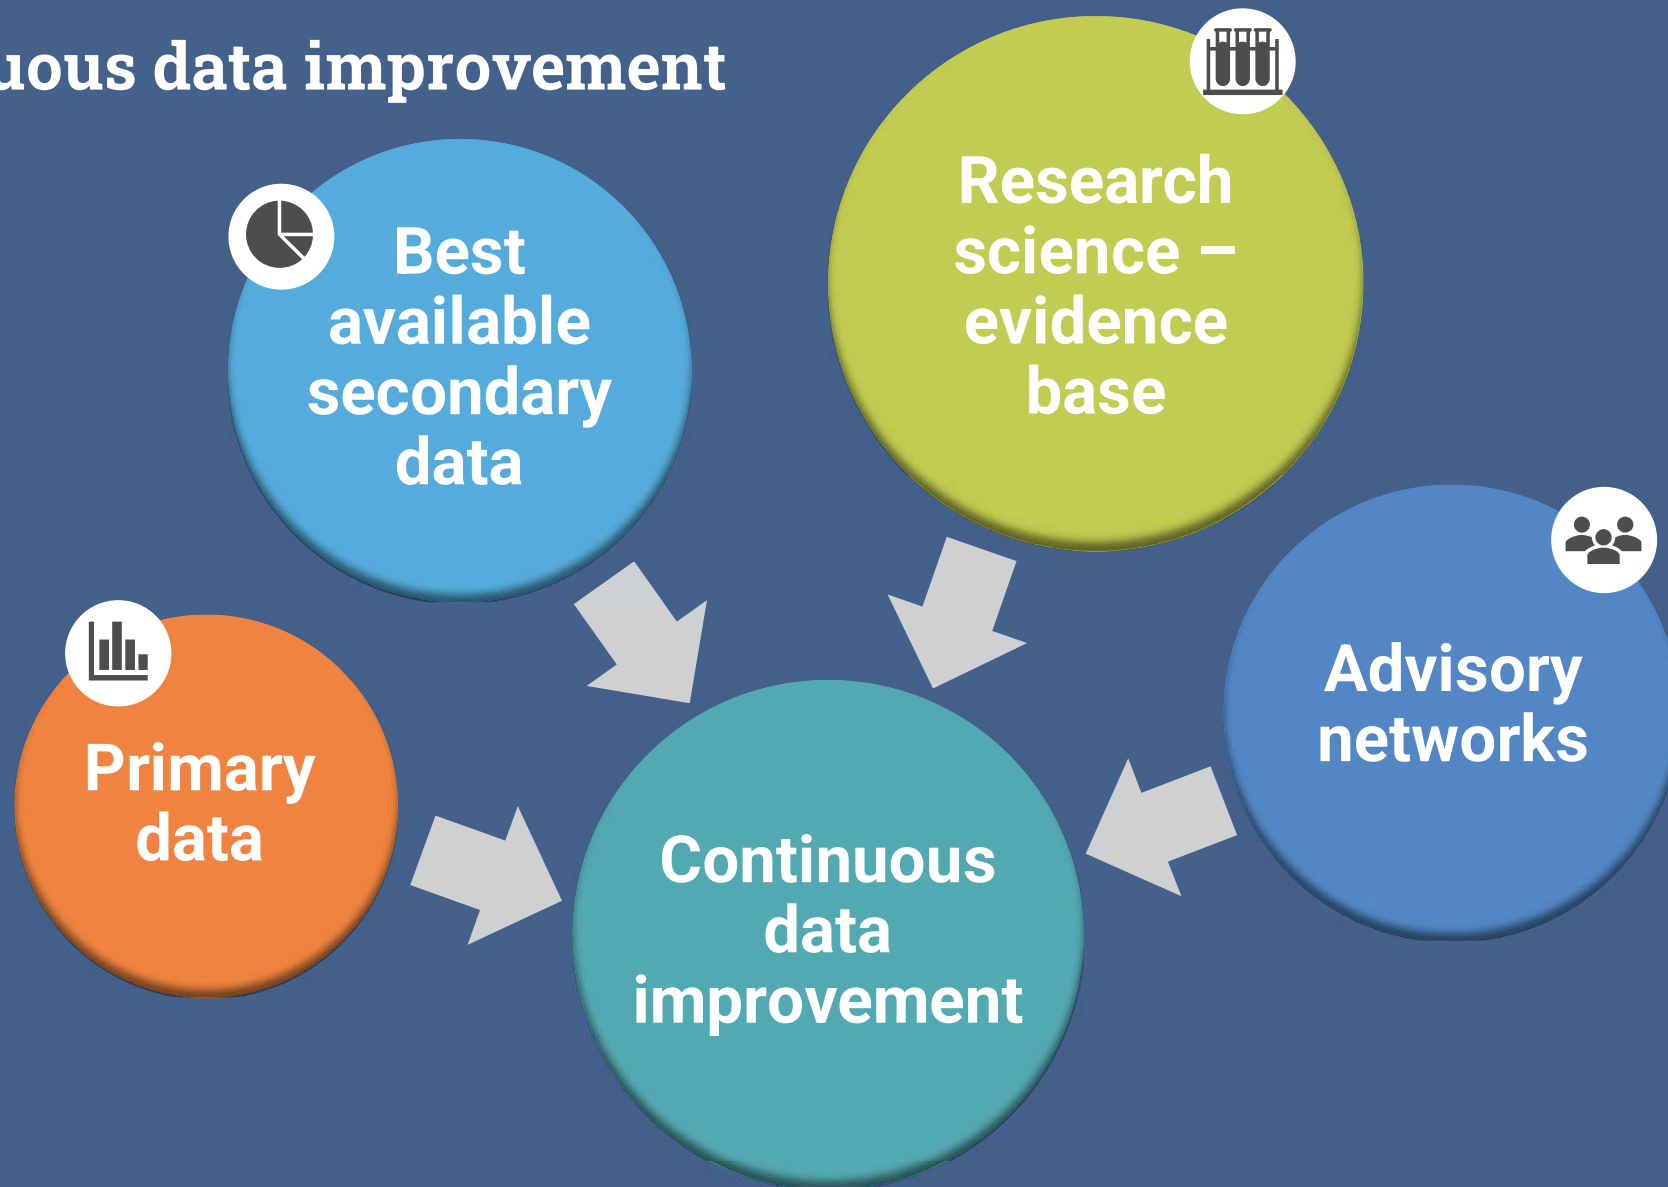 uous data improvement
Best
available
secondary
data
Research
science –
evidence
base
Primary
data
Advisory
networks
Continuous
data
improvement